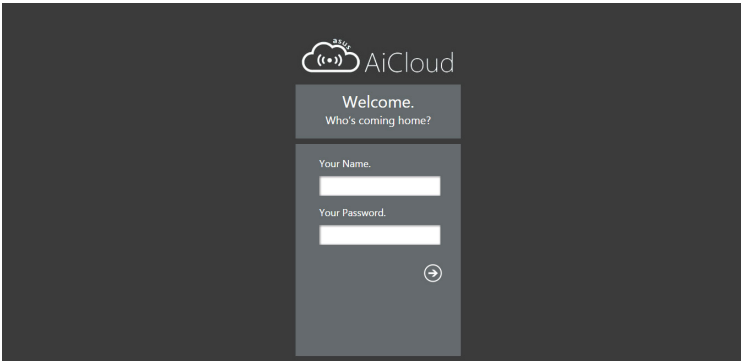 asus
AiCloud
Welcome.
Who's coming home?
Your Name.
Your Password.